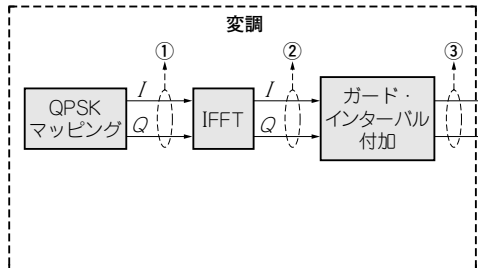 変調
①
②
③
QPSK
マッピング
I
Q
IFFT
I
Q
ガード・
インターバル
付加